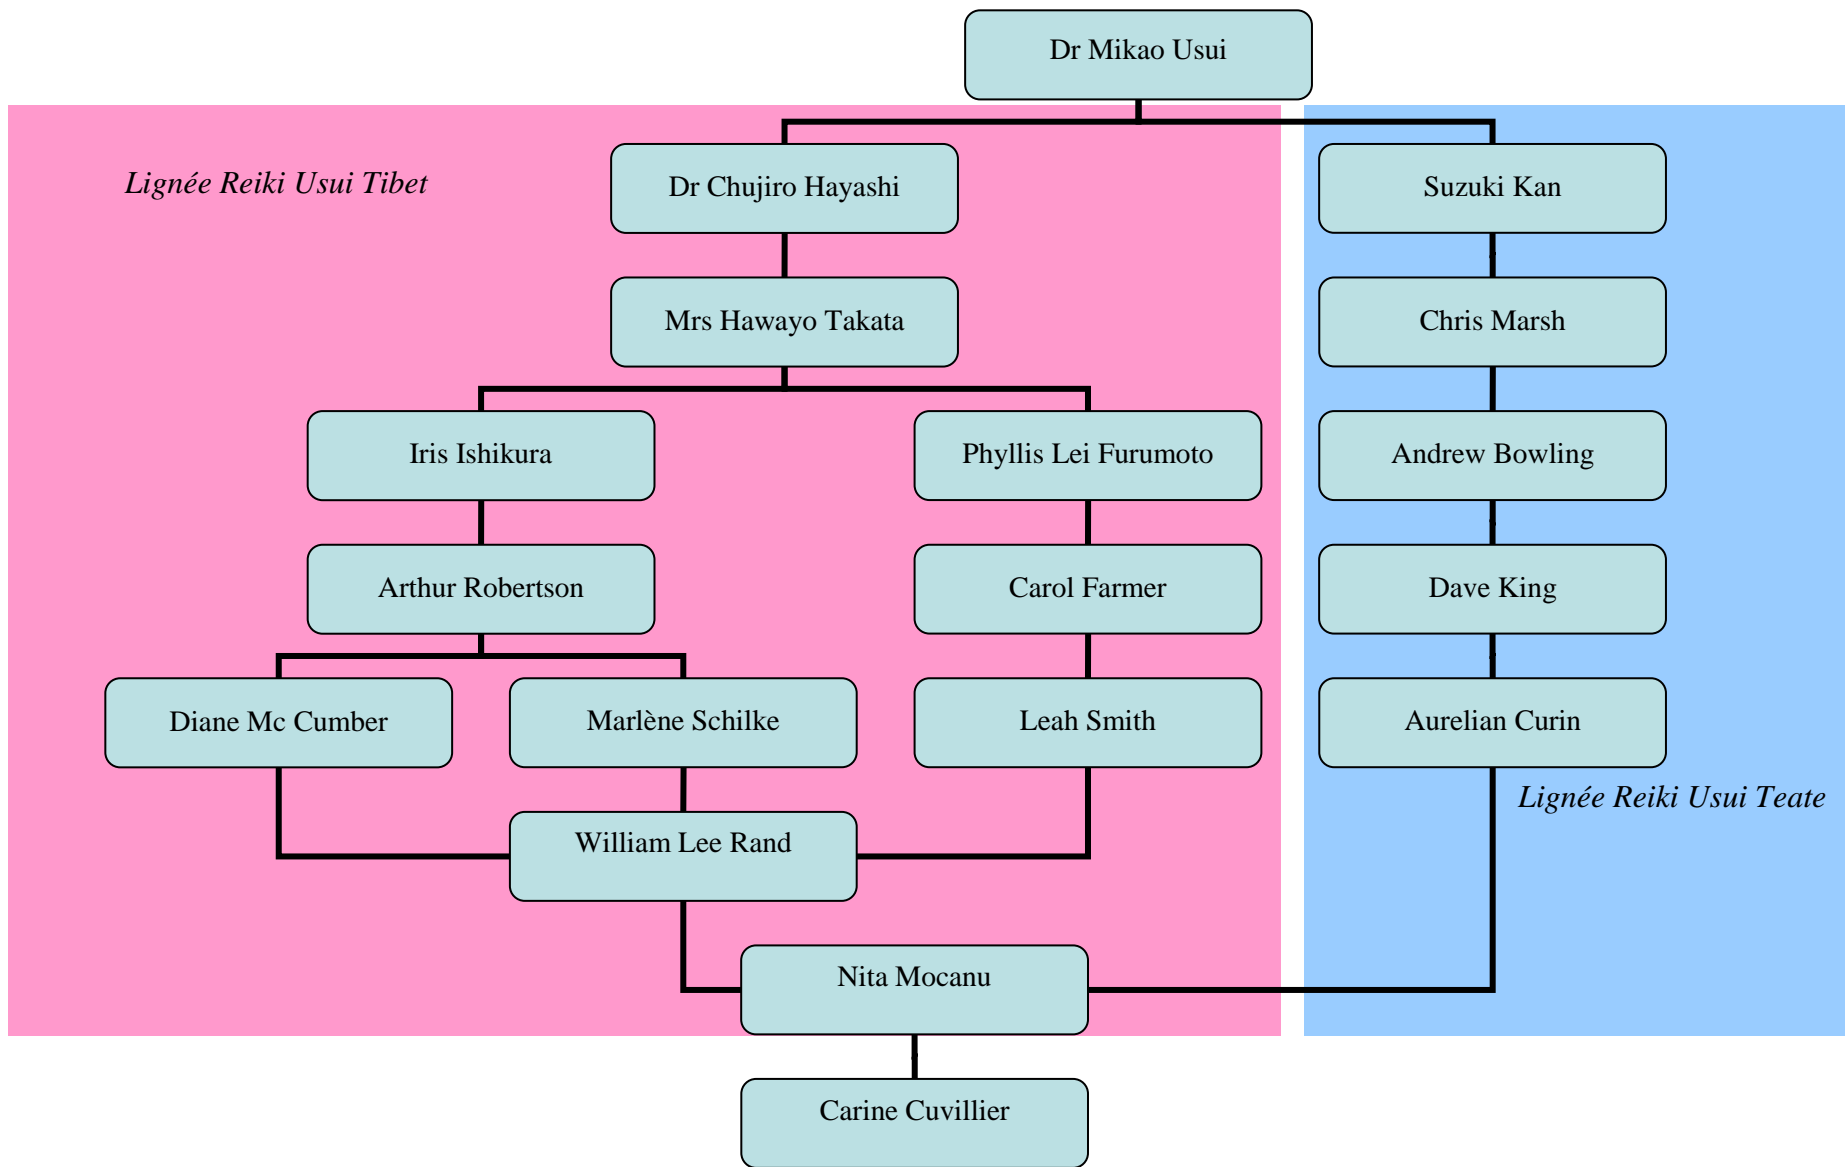 Dr Mikao Usui
Lignée Reiki Usui Tibet
Dr Chujiro Hayashi
Suzuki Kan
Mrs Hawayo Takata
Chris Marsh
Iris Ishikura
Phyllis Lei Furumoto
Andrew Bowling
Arthur Robertson
Carol Farmer
Dave King
Diane Mc Cumber
Marlène Schilke
Leah Smith
Aurelian Curin
Lignée Reiki Usui Teate
William Lee Rand
Nita Mocanu
Carine Cuvillier